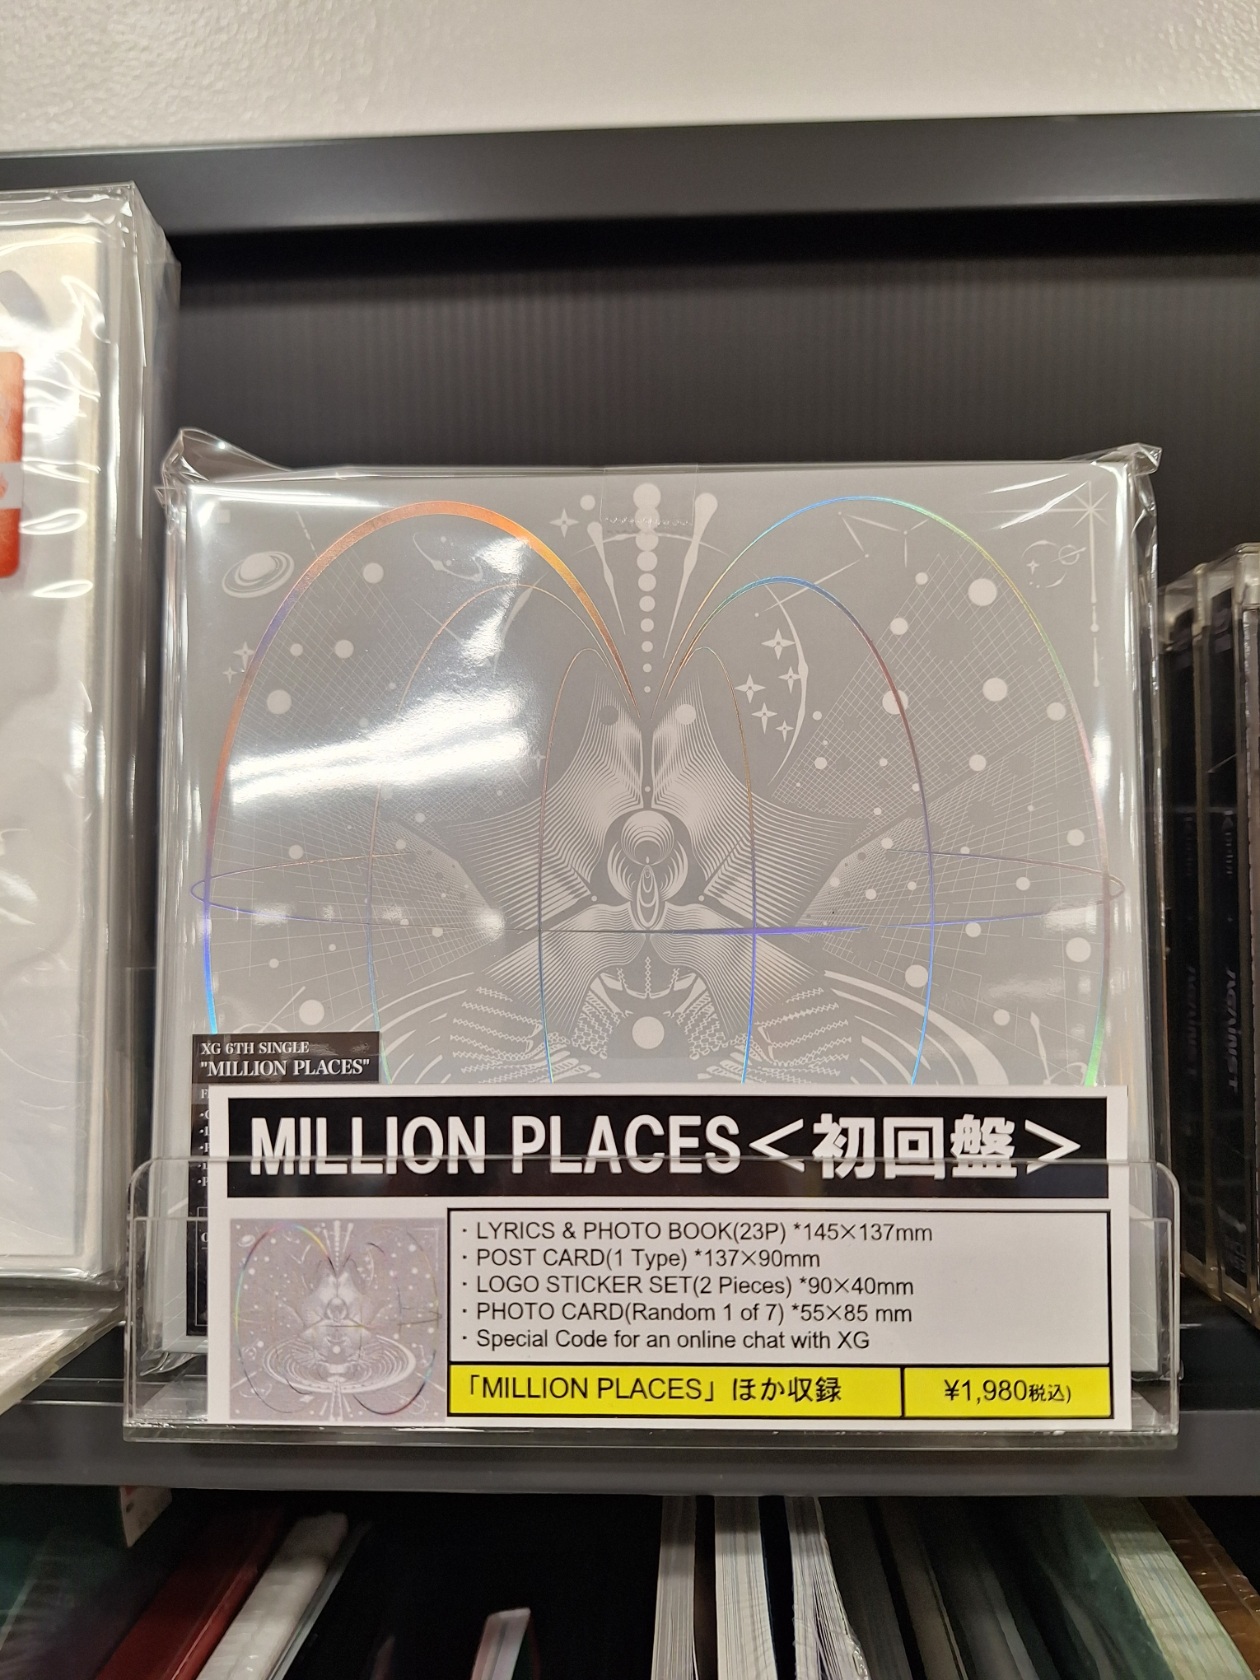 XG 6TH SINGLE
"MILLION PLACES"
MILLION PLACES＜初回盤＞
・LYRICS & PHOTO BOOK(23P) *145×137mm
・POST CARD(1 Type) *137×90mm
・LOGO STICKER SET(2 Pieces) *90×40mm
・PHOTO CARD(Random 1 of 7) *55×85 mm
・Special Code for an online chat with XG
「MILLION PLACES」ほか収録
¥1,980税込)
AGAINST